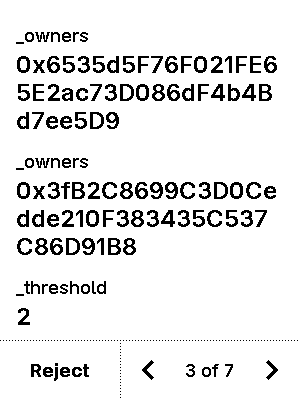 _owners
0x6535d5F76F021FE6
5E2ac73D086dF4b4B
d7ee5D9
_owners
0x3fB2C8699C3D0Ce
dde210F383435C537
C86D91B8
_threshold
2
Reject
3 of 7